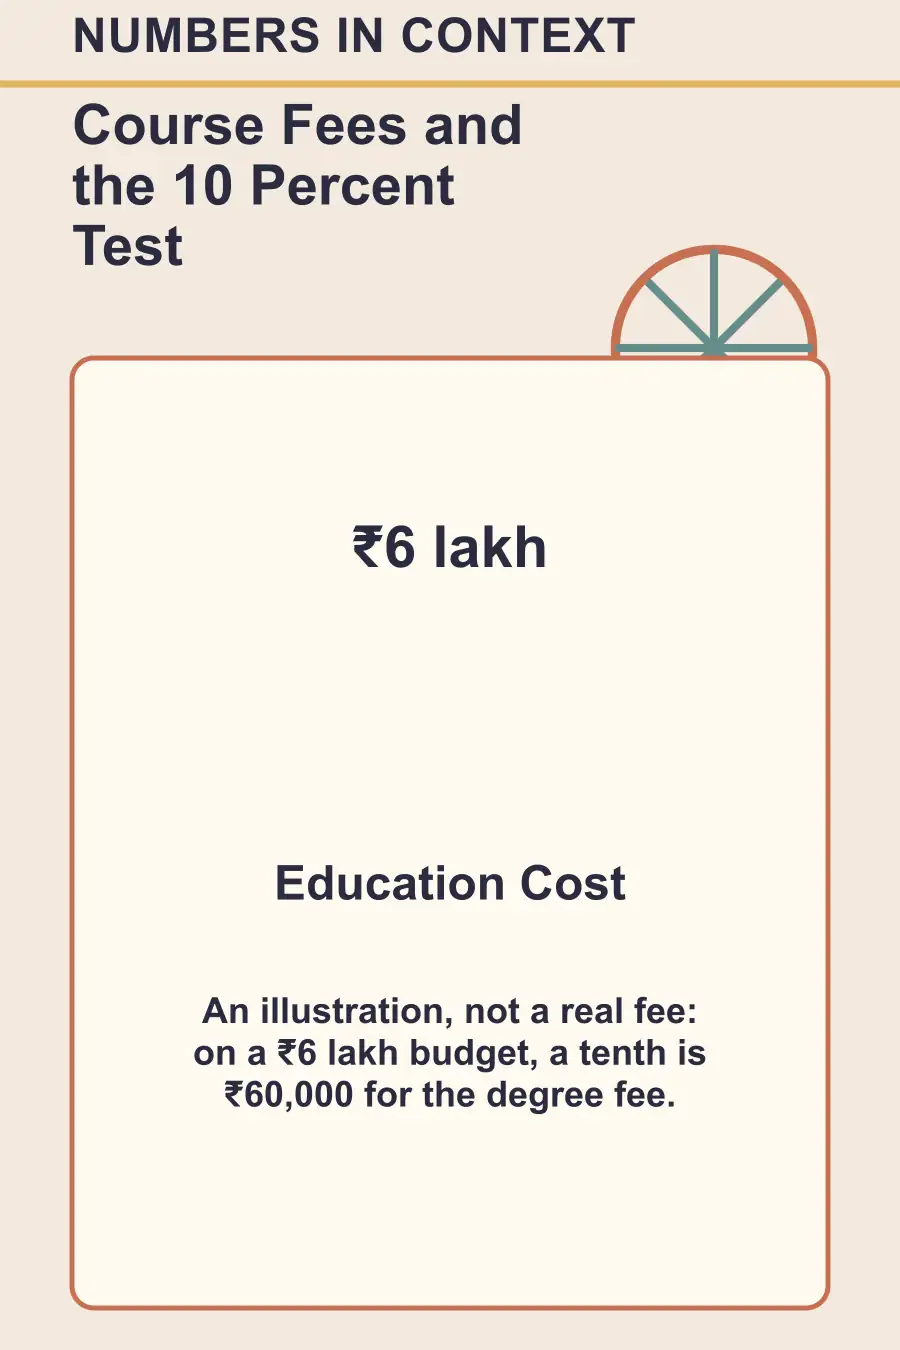 NUMBERS IN CONTEXT
Course Fees and
the 10 Percent
Test
₹6 lakh
Education Cost
An illustration, not a real fee:
on a ₹6 lakh budget, a tenth is
₹60,000 for the degree fee.